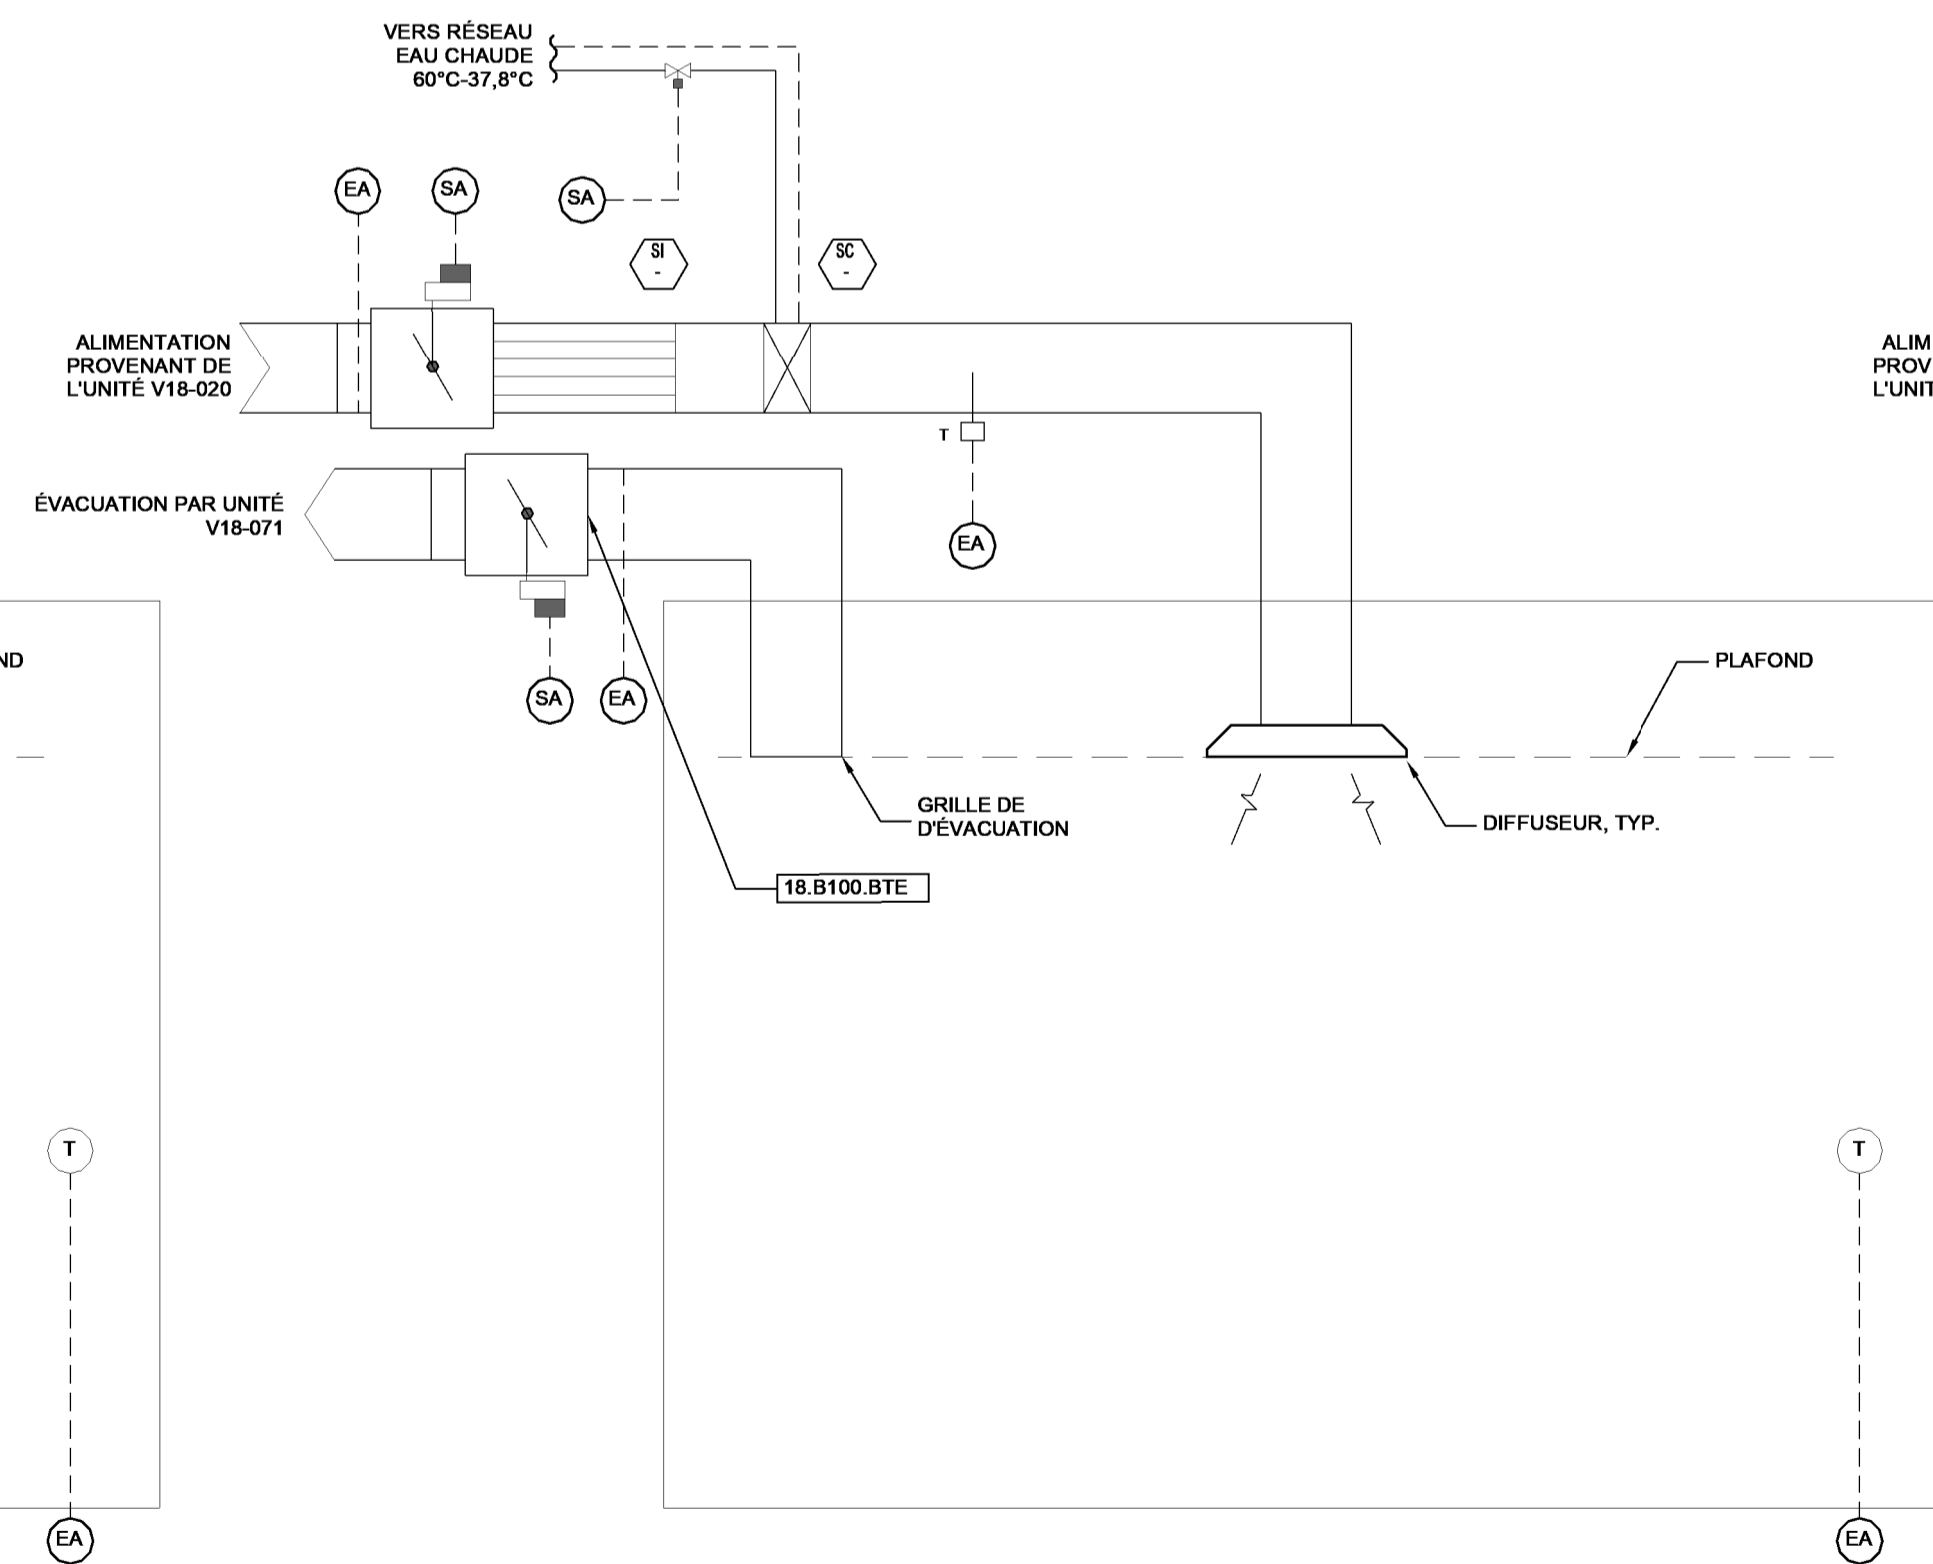 VERS RÉSEAU
EAU CHAUDE
60°C-37,8°C
EA
SA
SA
SI
-
SC
-
ALIMENTATION
PROVENANT DE
L'UNITÉ V18-020
ALIM
PROV
L'UNIT
T
ÉVACUATION PAR UNITÉ
V18-071
EA
ND
SA
EA
PLAFOND
GRILLE DE
D'ÉVACUATION
DIFFUSEUR, TYP.
18.B100.BTE
T
T
EA
EA